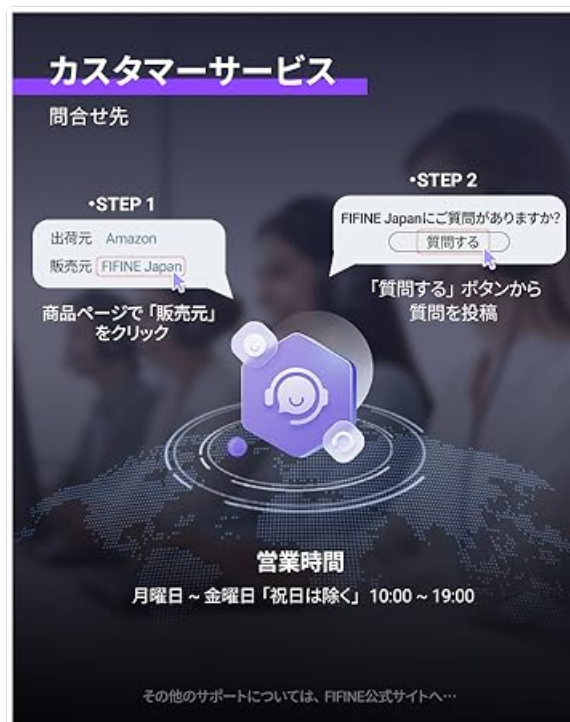 カスタマーサービス
問合せ先
•STEP 1
出荷元 Amazon
販売元 FIFINE Japan
商品ページで「販売元」
をクリック
•STEP 2
FIFINE Japanにご質問がありますか?
質問する
「質問する」ボタンから
質問を投稿
営業時間
月曜日 ~ 金曜日「祝日は除く」 10:00 ~ 19:00
その他のサポートについては、FIFINE公式サイトへ…